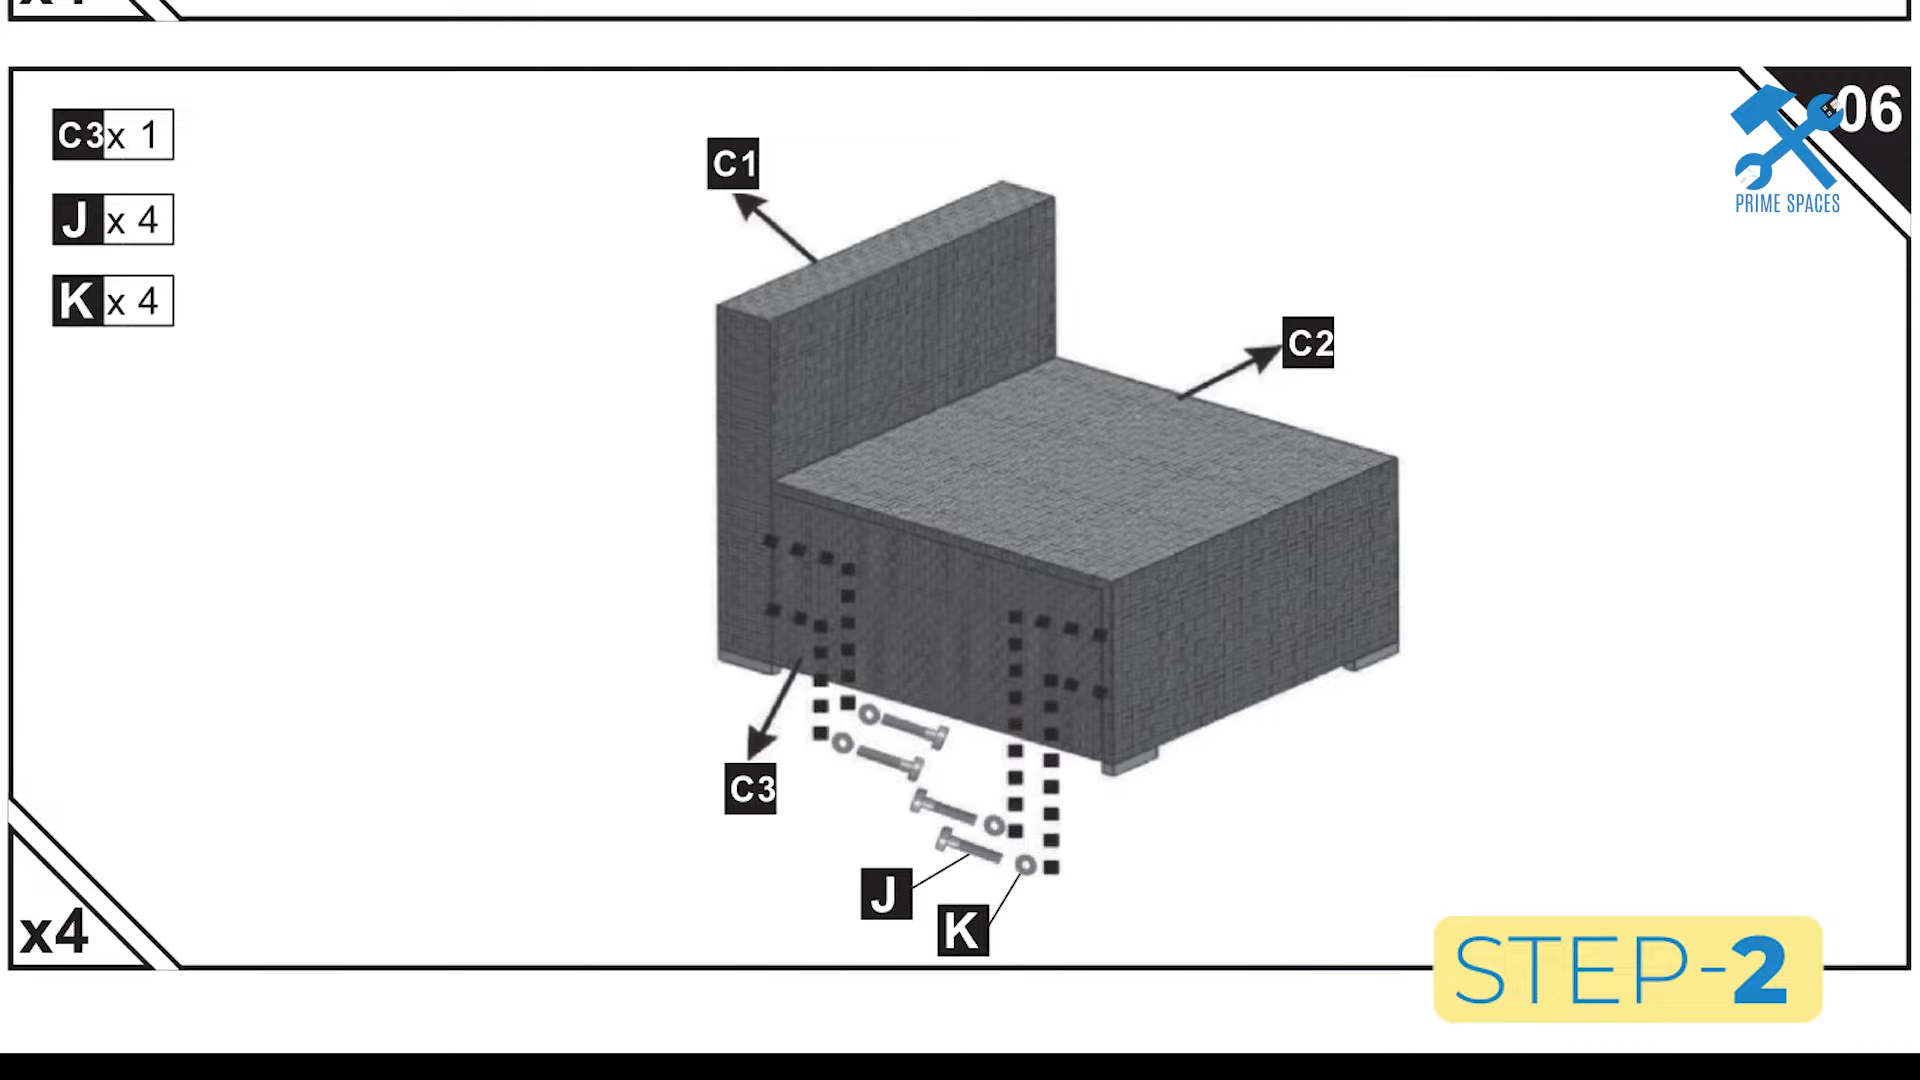 06
PRIME SPACES
C3 x 1
J x 4
K x 4
C1
C2
C3
J
K
x4
STEP-2